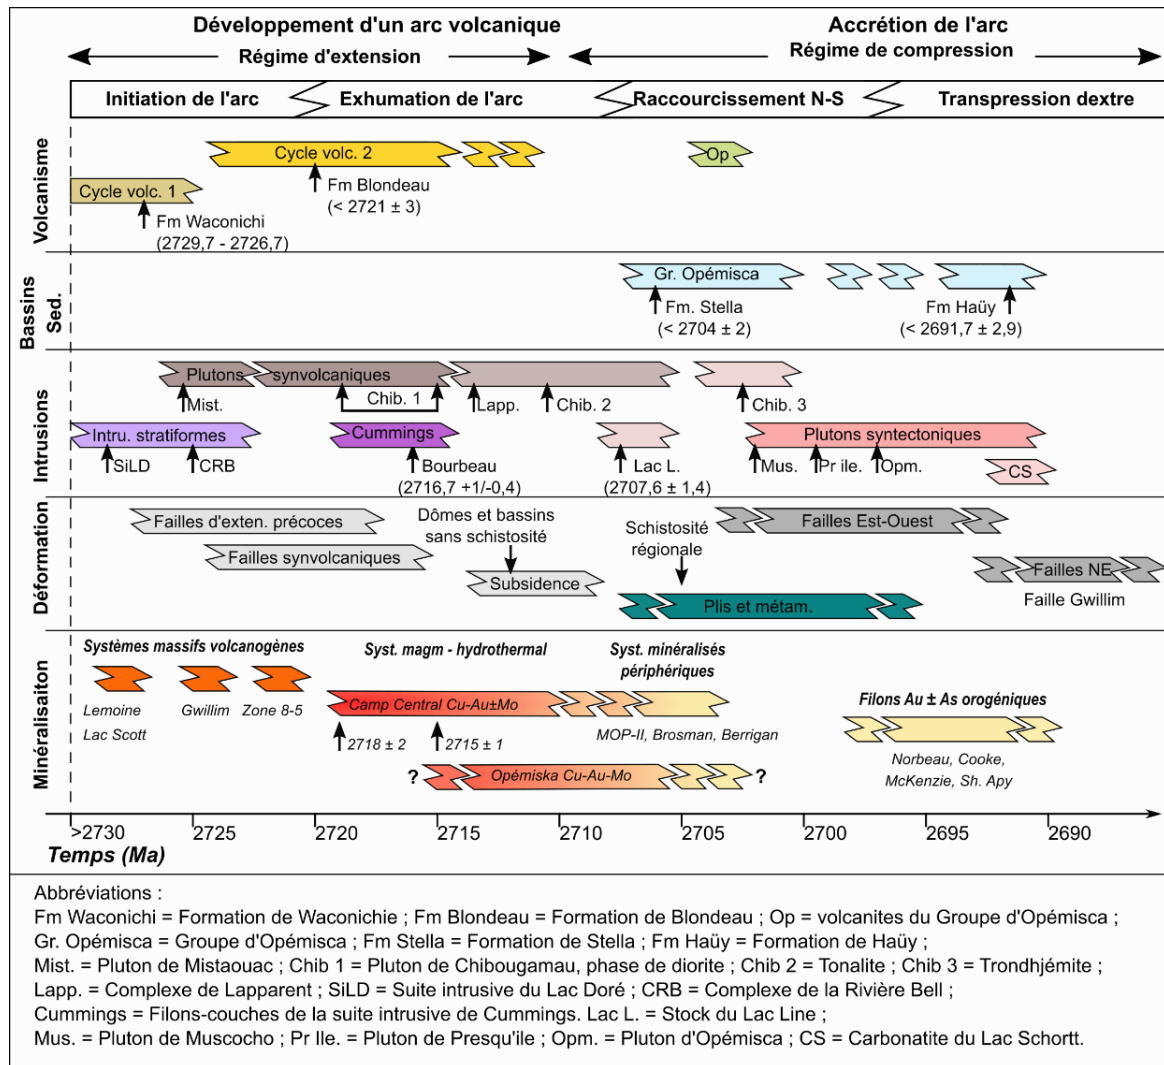 Développement d'un arc volcanique
Accrétion de l'arc
Régime d'extension
Régime de compression
Initiation de l'arc
Exhumation de l'arc
Raccourcissement N-S
Transpression dextre
Volcanisme
Cycle volc. 2
Op
Cycle volc. 1
Fm Blondeau
(< 2721 ± 3)
Fm Waconichi
(2729,7 - 2726,7)
Bassins
Sed.
Gr. Opémisca
Fm. Stella
(< 2704 ± 2)
Fm Haüy
(< 2691,7 ± 2,9)
Intrusions
Plutons synvolcaniques
Mist.
Chib. 1
Lapp.
Chib. 2
Chib. 3
Intru. stratiformes
Cummings
Plutons syntectoniques
SiLD
CRB
Bourbeau
(2716,7 +1/-0,4)
Lac L.
(2707,6 ± 1,4)
Mus.
Pr ile.
Opm.
CS
Déformation
Failles d'exten. précoces
Failles synvolcaniques
Dômes et bassins
sans schistosité
Subsidence
Schistosité
régionale
Failles Est-Ouest
Plis et métam.
Failles NE
Faille Gwillim
Minéralisaiton
Systèmes massifs volcanogènes
Syst. magm - hydrothermal
Syst. minéralisés
périphériques
Filons Au ± As orogéniques
Lemoine
Lac Scott
Gwillim
Zone 8-5
Camp Central Cu-Au±Mo
2718 ± 2
2715 ± 1
MOP-II, Brosman, Berrigan
Norbeau, Cooke,
McKenzie, Sh. Apy
? Opémiska Cu-Au-Mo ?
>2730 2725 2720 2715 2710 2705 2700 2695 2690
Temps (Ma)
Abbréviations :
Fm Waconichi = Formation de Waconichie ; Fm Blondeau = Formation de Blondeau ; Op = volcanites du Groupe d'Opémisca ;
Gr. Opémisca = Groupe d'Opémisca ; Fm Stella = Formation de Stella ; Fm Haüy = Formation de Haüy ;
Mist. = Pluton de Mistaouac ; Chib 1 = Pluton de Chibougamau, phase de diorite ; Chib 2 = Tonalite ; Chib 3 = Trondhjémite ;
Lapp. = Complexe de Lapparent ; SiLD = Suite intrusive du Lac Doré ; CRB = Complexe de la Rivière Bell ;
Cummings = Filons-couches de la suite intrusive de Cummings. Lac L. = Stock du Lac Line ;
Mus. = Pluton de Muscocho ; Pr Ile. = Pluton de Presqu'ile ; Opm. = Pluton d'Opémisca ; CS = Carbonatite du Lac Schortt.